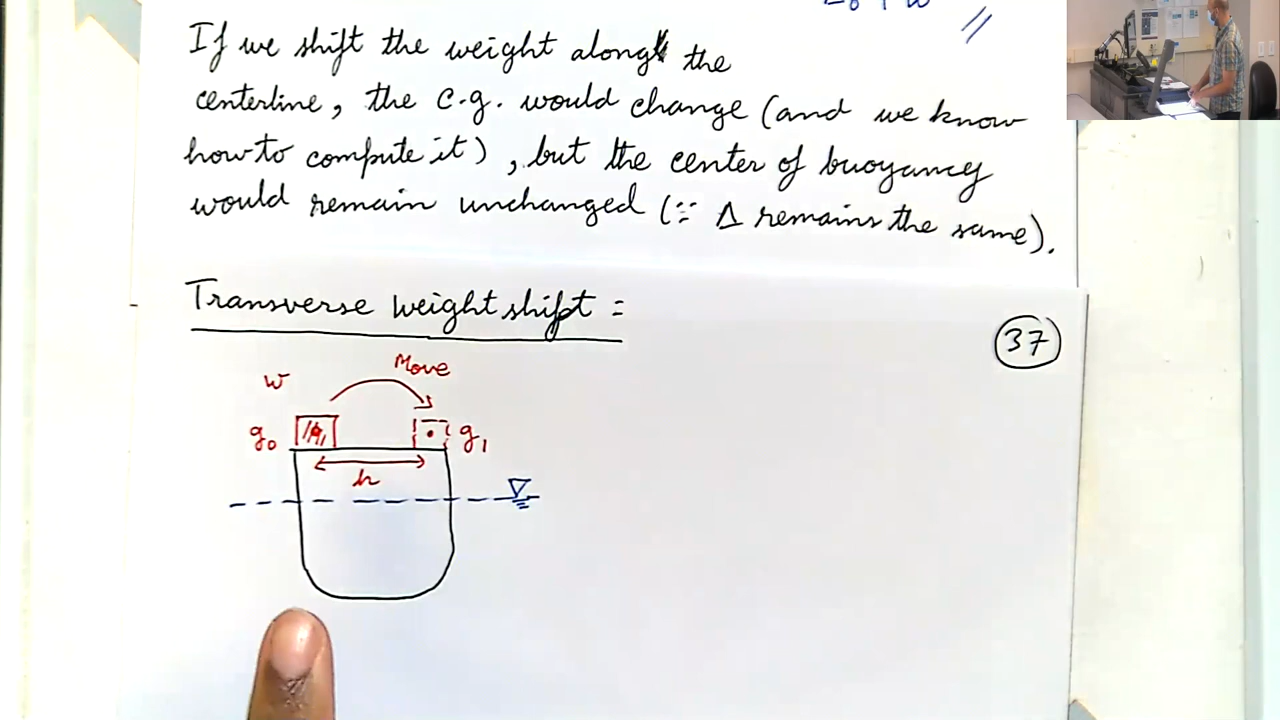 If we shift the weight along the
centerline, the c.g. would change (and we know
how to compute it), but the center of buoyancy
would remain unchanged (∵ Δ remains the same).
Transverse weight shift =
37
Move
w
g₀
g₁
h